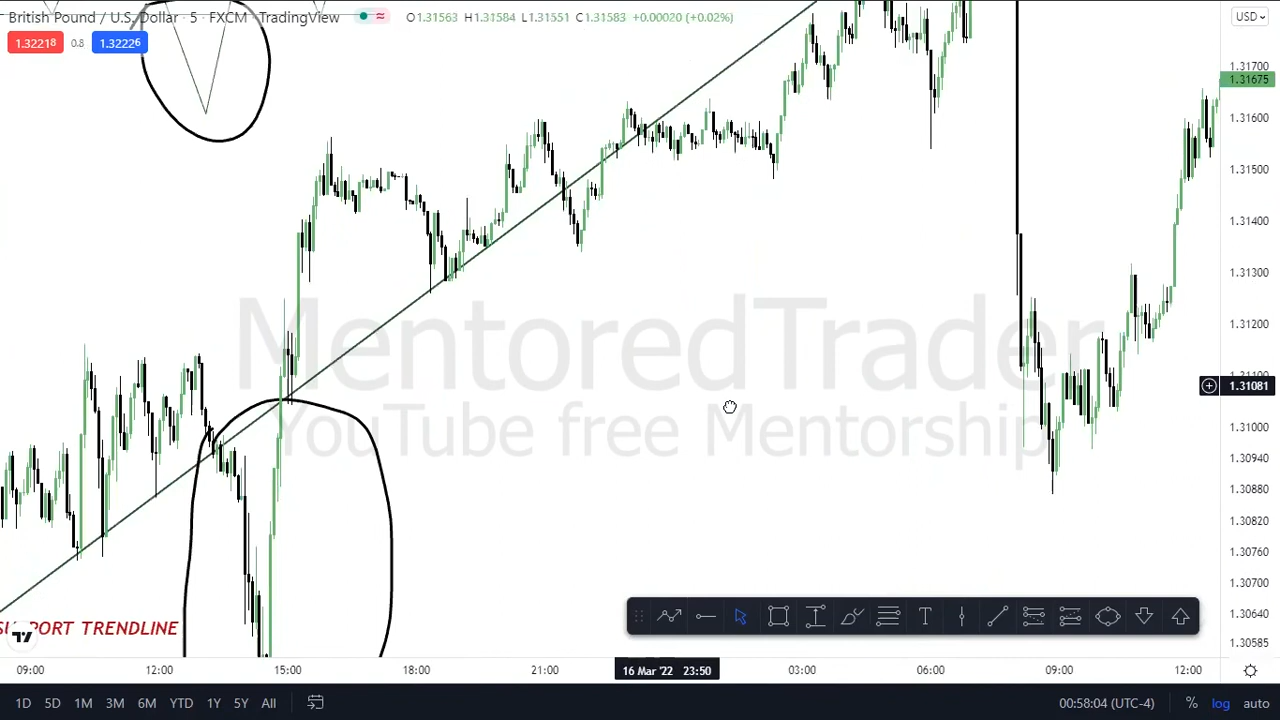 British Pound / U.S. Dollar · 5 · FXCM · TradingView O1.31563 H1.31584 L1.31551 C1.31583 +0.00020 (+0.02%)
USD
1.32218 0.8 1.32226
1.31700
1.31675
1.31600
1.31500
1.31400
1.31300
1.31200
1.31100
1.31081
1.31000
1.30940
1.30880
1.30820
1.30760
1.30700
1.30640
1.30585
MentoredTrader
YouTube free Mentorship
SUPPORT TRENDLINE
09:00 12:00 15:00 18:00 21:00 16 Mar '22 23:50 03:00 06:00 09:00 12:00
1D 5D 1M 3M 6M YTD 1Y 5Y All 00:58:04 (UTC-4) % log auto